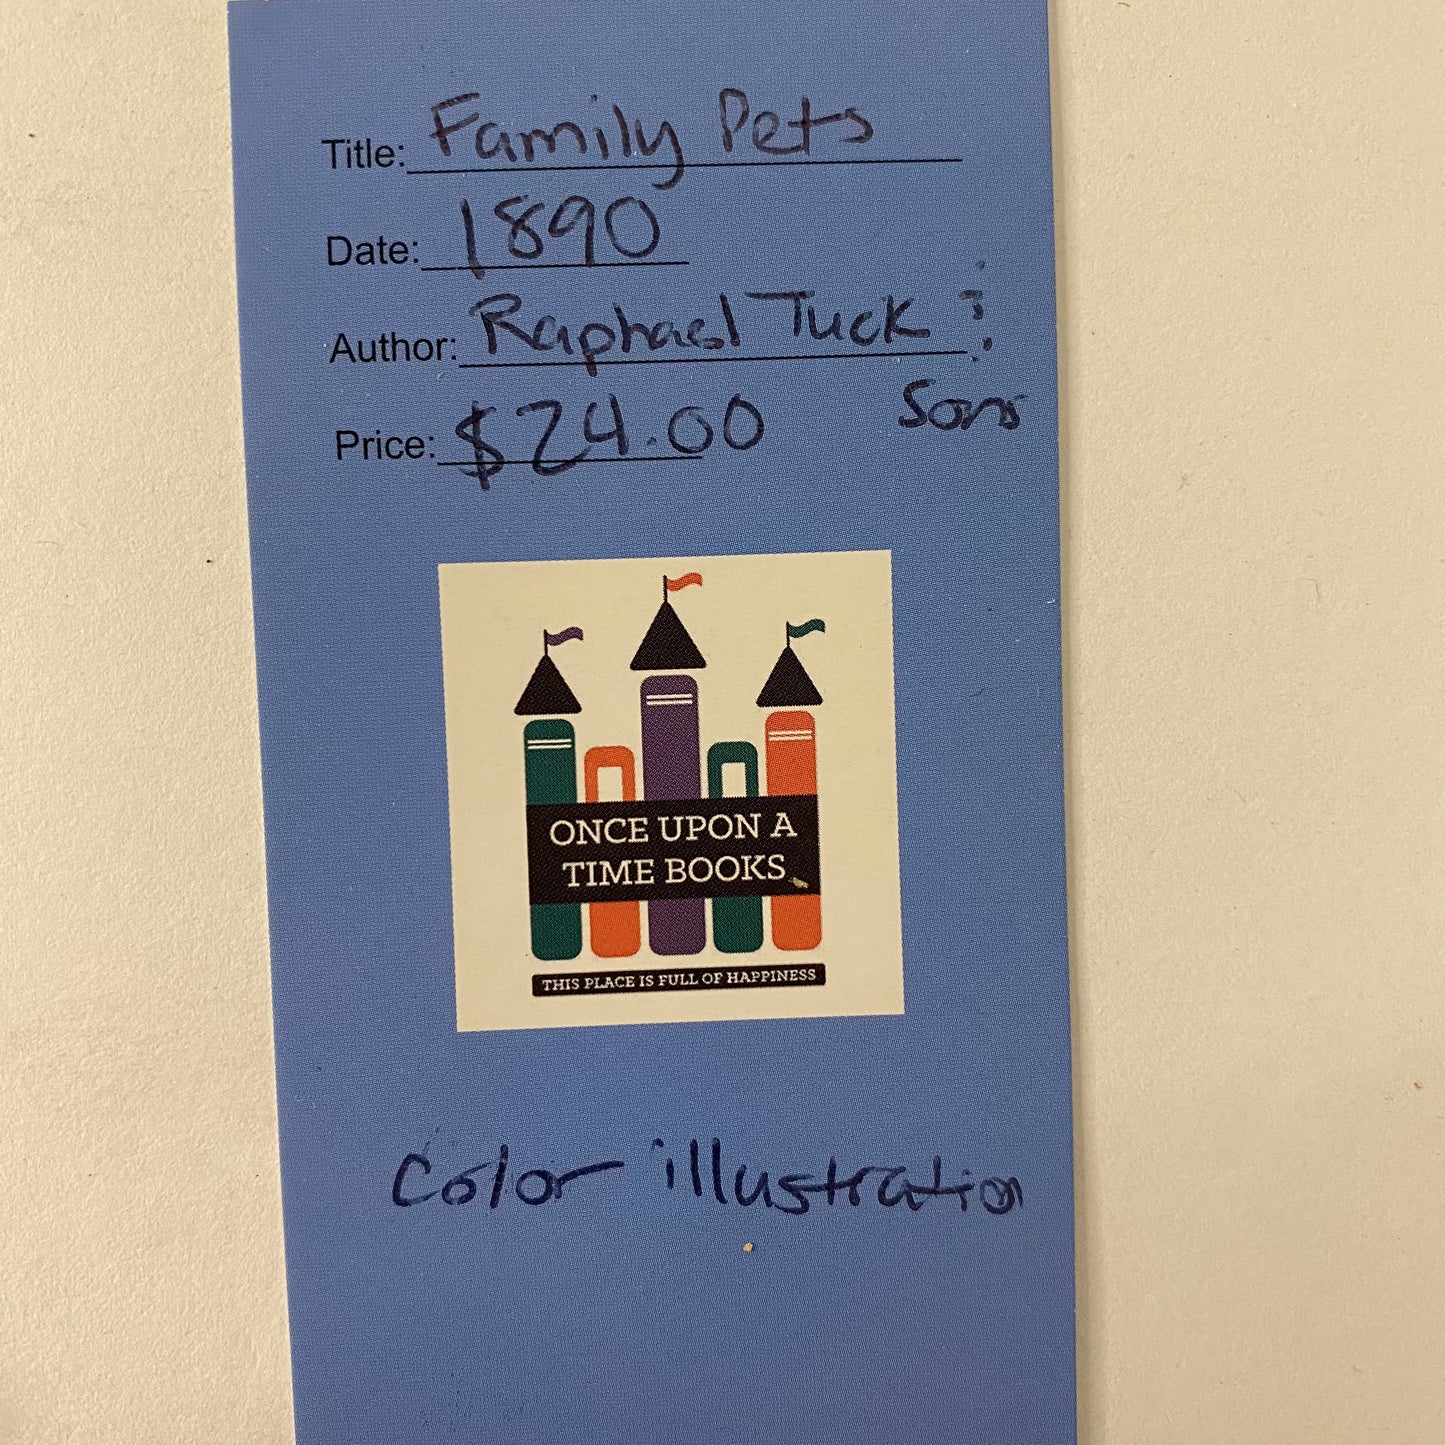 Title: Family Pets
Date: 1890
Author: Raphael Tuck &
Sons
Price: $24.00
ONCE UPON A
TIME BOOKS
THIS PLACE IS FULL OF HAPPINESS
Color illustration